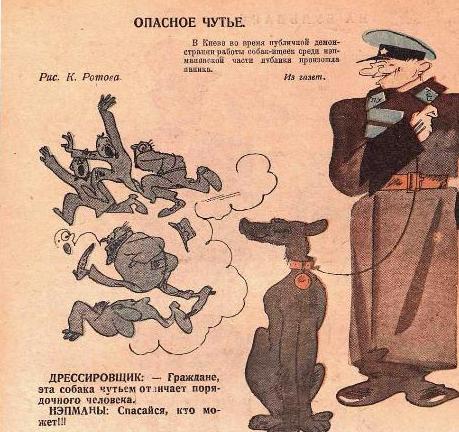 ОПАСНОЕ ЧУТЬЕ.
В Киеве во время публичной демон-
страции работы собак-ищеек среди нэп-
мановской части публики произошла
паника.
Рис. К. Ротова.
Из газет.
ДРЕССИРОВЩИК: — Граждане,
эта собака чутьем отличает поря-
дочного человека.
НЭПМАНЫ: Спасайся, кто мо-
жет!!!